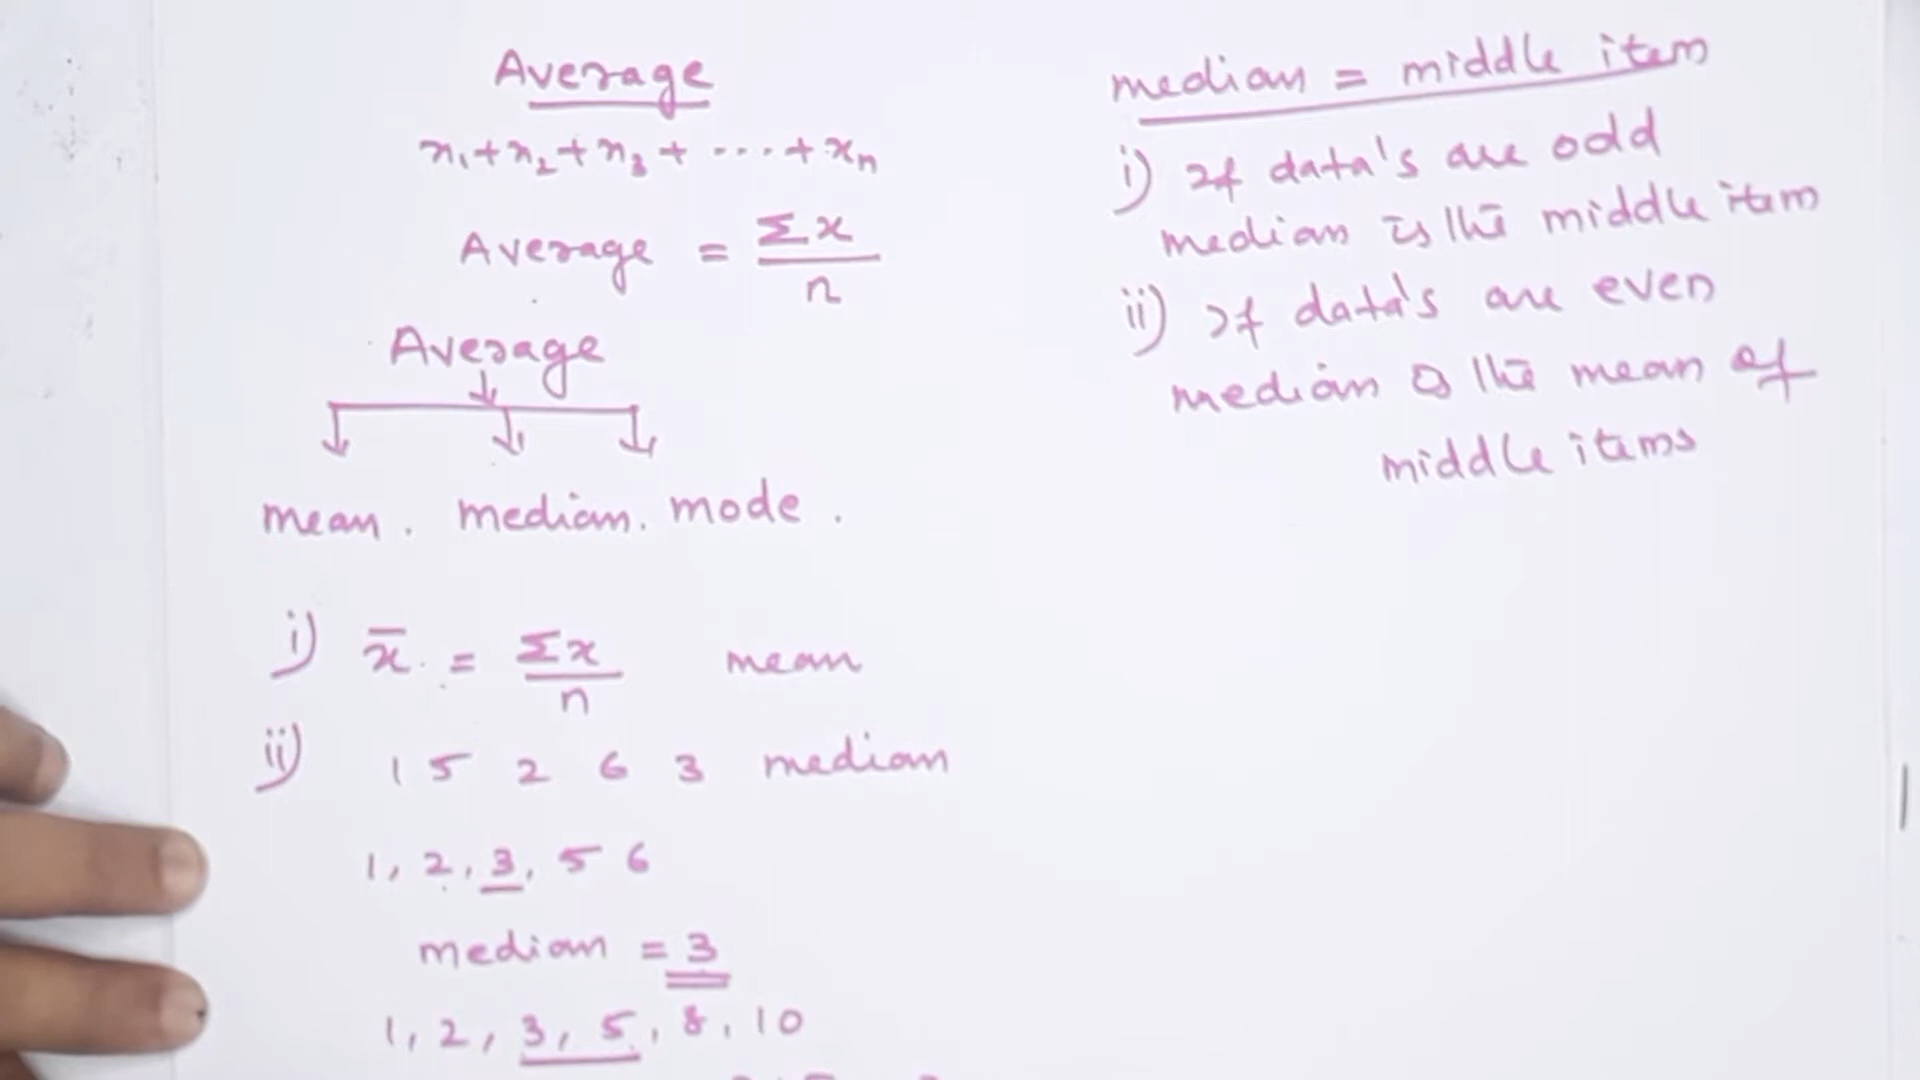 Average
x₁+x₂+x₃+ ....+xₙ
Average = Σx/n
Average
mean. median. mode.
i) x̄ = Σx/n mean
ii) 1 5 2 6 3 median
1, 2, 3, 5 6
median = 3
1, 2, 3, 5, 8, 10
median = middle item
i) If data's are odd
median is the middle item
ii) If data's are even
median is the mean of
middle items